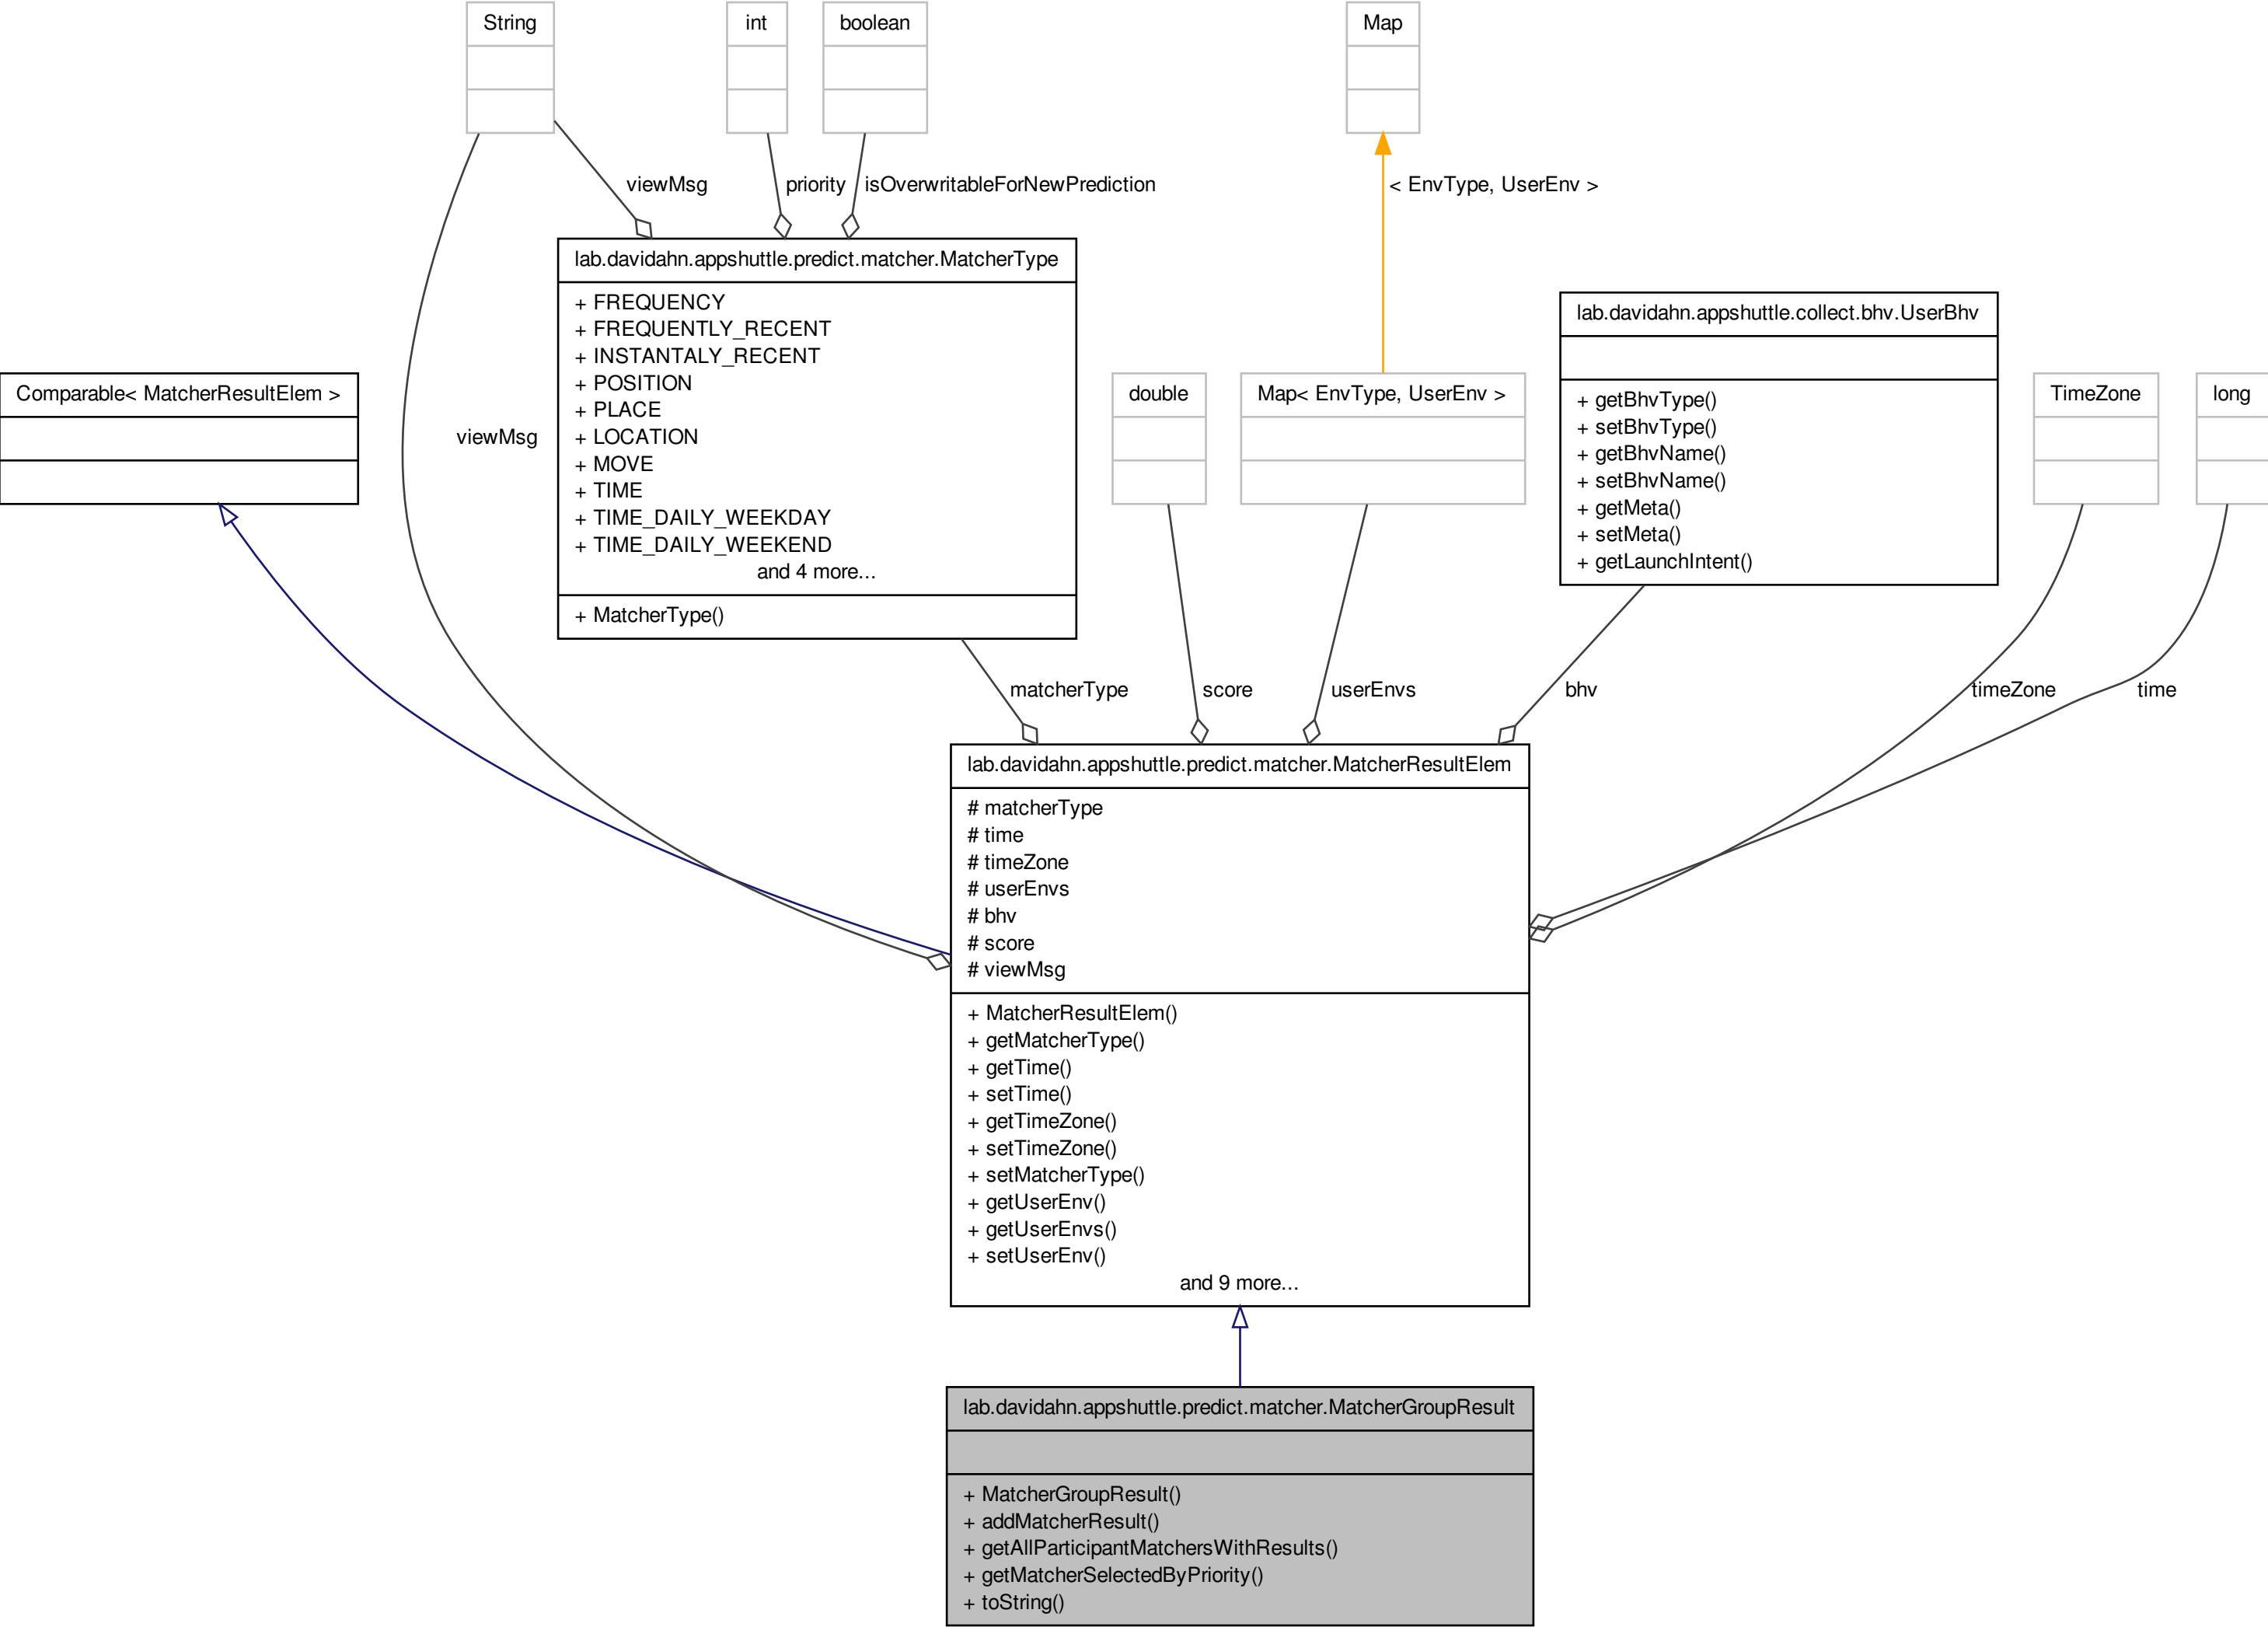 String
int
boolean
Map
viewMsg
priority
isOverwritableForNewPrediction
< EnvType, UserEnv >
lab.davidahn.appshuttle.predict.matcher.MatcherType
+ FREQUENCY
+ FREQUENTLY_RECENT
+ INSTANTALY_RECENT
+ POSITION
+ PLACE
+ LOCATION
+ MOVE
+ TIME
+ TIME_DAILY_WEEKDAY
+ TIME_DAILY_WEEKEND
and 4 more...
+ MatcherType()
lab.davidahn.appshuttle.collect.bhv.UserBhv
+ getBhvType()
+ setBhvType()
+ getBhvName()
+ setBhvName()
+ getMeta()
+ setMeta()
+ getLaunchIntent()
Comparable< MatcherResultElem >
viewMsg
double
Map< EnvType, UserEnv >
TimeZone
long
matcherType
score
userEnvs
bhv
timeZone
time
lab.davidahn.appshuttle.predict.matcher.MatcherResultElem
# matcherType
# time
# timeZone
# userEnvs
# bhv
# score
# viewMsg
+ MatcherResultElem()
+ getMatcherType()
+ getTime()
+ setTime()
+ getTimeZone()
+ setTimeZone()
+ setMatcherType()
+ getUserEnv()
+ getUserEnvs()
+ setUserEnv()
and 9 more...
lab.davidahn.appshuttle.predict.matcher.MatcherGroupResult
+ MatcherGroupResult()
+ addMatcherResult()
+ getAllParticipantMatchersWithResults()
+ getMatcherSelectedByPriority()
+ toString()